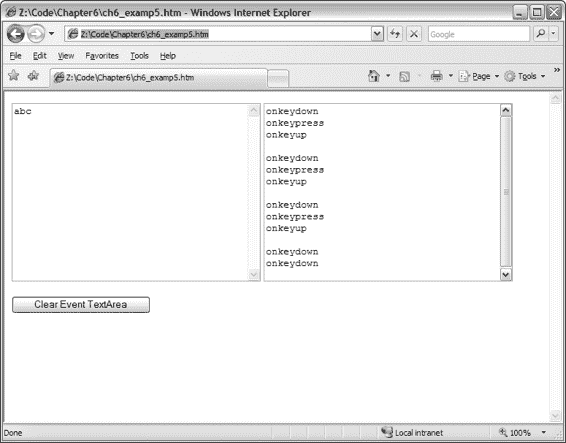 Z:\Code\Chapter6\ch6_examp5.htm - Windows Internet Explorer
Z:\Code\Chapter6\ch6_examp5.htm
Google
File Edit View Favorites Tools Help
Z:\Code\Chapter6\ch6_examp5.htm
Page Tools »
abc
onkeydown
onkeypress
onkeyup
onkeydown
onkeypress
onkeyup
onkeydown
onkeypress
onkeyup
onkeydown
onkeydown
Clear Event TextArea
Done
Local intranet
100%